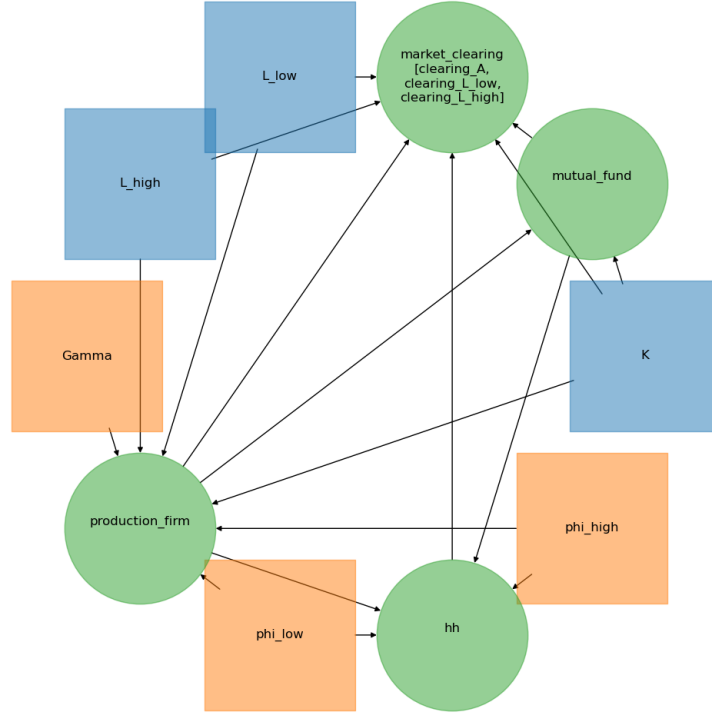 market_clearing
[clearing_A,
clearing_L_low,
clearing_L_high]
L_low
mutual_fund
L_high
Gamma
K
production_firm
phi_high
phi_low
hh